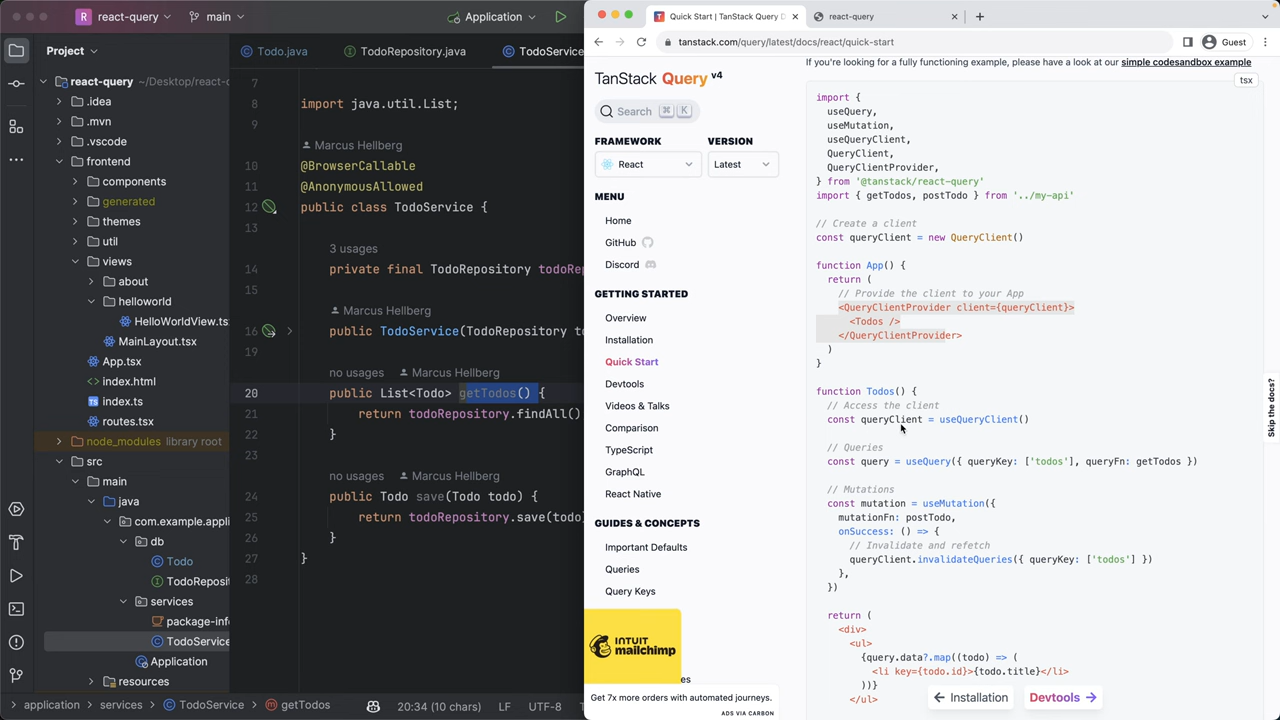 R react-query
main
Application
Project
react-query ~/Desktop/react-
.idea
.mvn
.vscode
frontend
components
generated
themes
util
views
about
helloworld
HelloWorldView.ts
MainLayout.tsx
App.tsx
index.html
index.ts
routes.tsx
node_modules library root
src
main
java
com.example.appli
db
Todo
TodoReposit
services
package-inf
TodoService
Application
resources
application
services
TodoService
getTodos
20:34 (10 chars)
LF
UTF-8
Todo.java
TodoRepository.java
TodoServic
7
8 import java.util.List;
9
Marcus Hellberg
10 @BrowserCallable
11 @AnonymousAllowed
12 public class TodoService {
3 usages
14 private final TodoRepository todoRep
15
Marcus Hellberg
16 public TodoService(TodoRepository to
19
no usages Marcus Hellberg
20 public List<Todo> getTodos() {
21 return todoRepository.findAll()
22 }
23
no usages Marcus Hellberg
24 public Todo save(Todo todo) {
25 return todoRepository.save(todo)
26 }
27 }
28
Quick Start | TanStack Query D
react-query
tanstack.com/query/latest/docs/react/quick-start
Guest
TanStack Query v4
Search ⌘ K
FRAMEWORK
VERSION
React
Latest
MENU
Home
GitHub
Discord
GETTING STARTED
Overview
Installation
Quick Start
Devtools
Videos & Talks
Comparison
TypeScript
GraphQL
React Native
GUIDES & CONCEPTS
Important Defaults
Queries
Query Keys
es
INTUIT
mailchimp
Get 7x more orders with automated journeys.
ADS VIA CARBON
If you're looking for a fully functioning example, please have a look at our simple codesandbox example
tsx
import {
useQuery,
useMutation,
useQueryClient,
QueryClient,
QueryClientProvider,
} from '@tanstack/react-query'
import { getTodos, postTodo } from '../my-api'
// Create a client
const queryClient = new QueryClient()
function App() {
return (
// Provide the client to your App
<QueryClientProvider client={queryClient}>
<Todos />
</QueryClientProvider>
)
}
function Todos() {
// Access the client
const queryClient = useQueryClient()
// Queries
const query = useQuery({ queryKey: ['todos'], queryFn: getTodos })
// Mutations
const mutation = useMutation({
mutationFn: postTodo,
onSuccess: () => {
// Invalidate and refetch
queryClient.invalidateQueries({ queryKey: ['todos'] })
},
})
return (
<div>
<ul>
{query.data?.map((todo) => (
<li key={todo.id}>{todo.title}</li>
))}
</ul>
← Installation
Devtools →
Skip the docs?